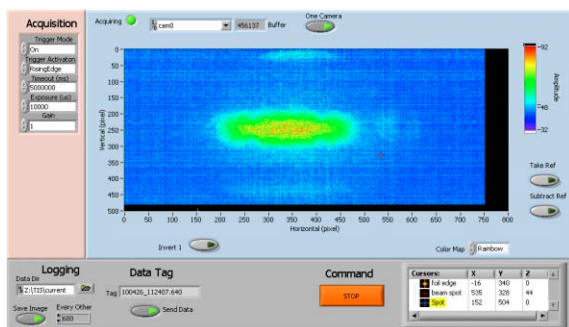 Acquisition
Trigger Mode
On
Trigger Activaton
RisingEdge
Timeout (ms)
5000000
Exposure (us)
10000
Gain
1
Acquiring
cam0
456137 Buffer
One Camera
Vertical (pixel)
0
50
100
150
200
250
300
350
400
450
500
0 50 100 150 200 250 300 350 400 450 500 550 600 650 700 750 800
Horizontal (pixel)
92
48
32
Amplitude
Take Ref
Subtract Ref
Invert 1
Color Map Rainbow
Logging
Data Dir
Z:\TIS\current
Save Image
Every Other
600
Data Tag
Tag 100426_112407.640
Send Data
Command
STOP
Cursors: X Y Z
foil edge -16 340 0
beam spot 535 328 44
Spot 152 504 0